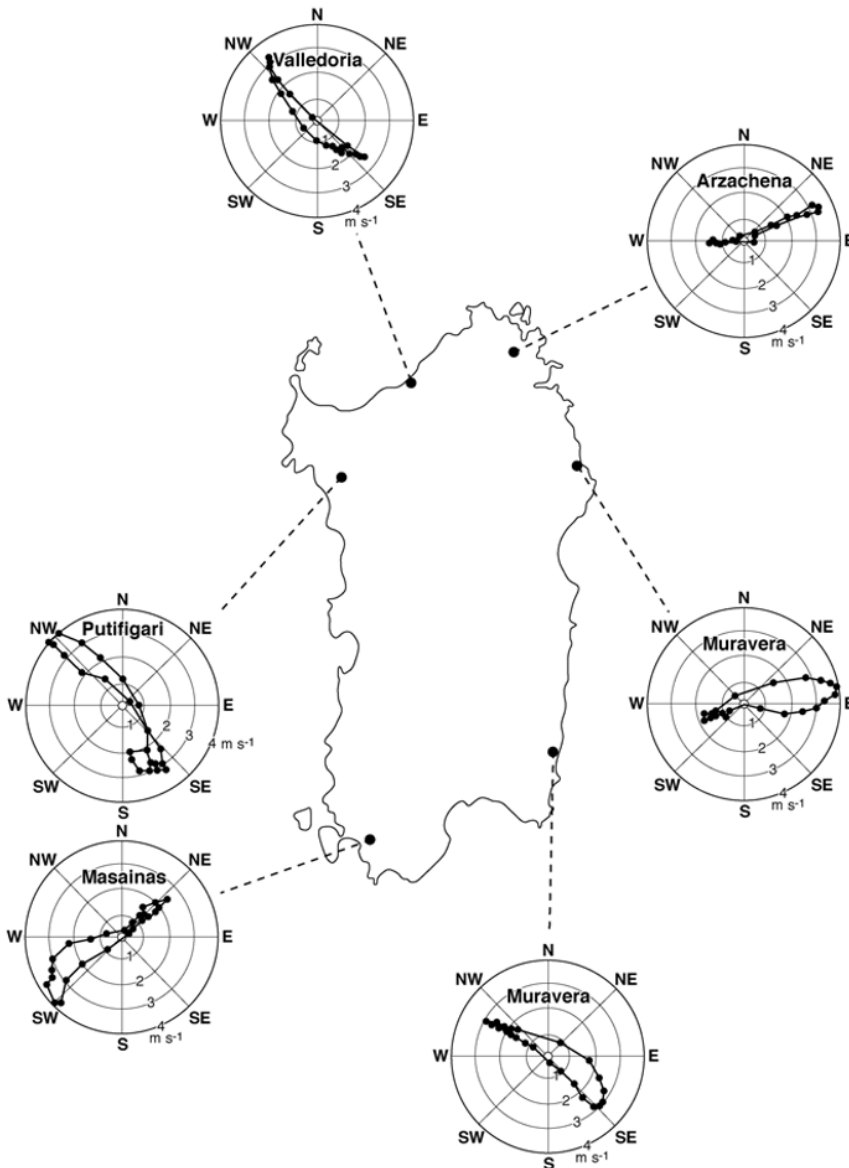 N
NW
NE
Valledoria
W
E
1
2
3
4
m s-1
SW
SE
S
N
NW
NE
Arzachena
W
E
1
2
3
4
m s-1
SW
SE
S
N
NW
NE
Putifigari
W
E
1
2
3
4 m s-1
SW
SE
S
N
NW
NE
Muravera
W
E
1
2
3
4
m s-1
SW
SE
S
N
NW
NE
Masainas
W
E
1
2
3
4
m s-1
SW
SE
S
N
NW
NE
Muravera
W
E
1
2
3
4
m s-1
SW
SE
S